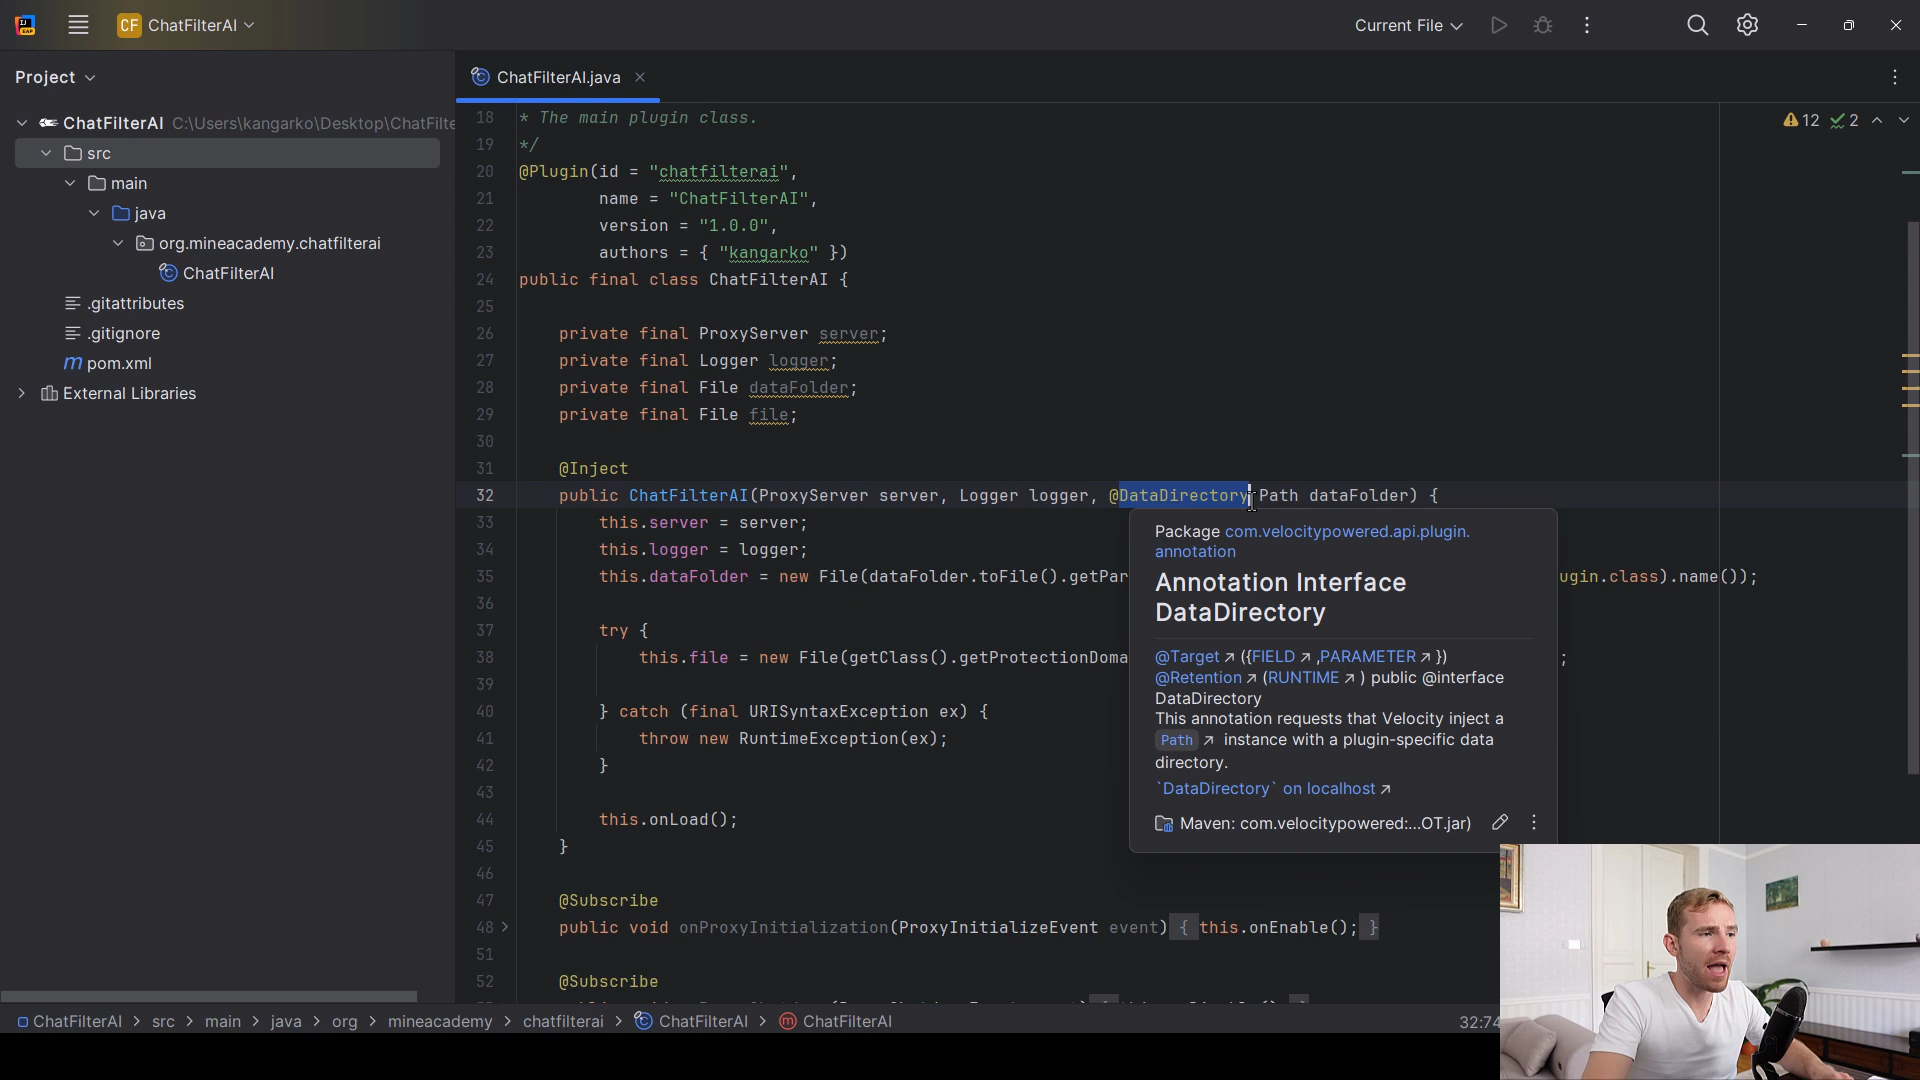 CF ChatFilterAI
Current File
Project
ChatFilterAI C:\Users\kangarko\Desktop\ChatFilte
src
main
java
org.mineacademy.chatfilterai
ChatFilterAI
.gitattributes
.gitignore
m pom.xml
External Libraries
ChatFilterAI.java
12 2
18 * The main plugin class.
19 */
20 @Plugin(id = "chatfilterai",
21 name = "ChatFilterAI",
22 version = "1.0.0",
23 authors = { "kangarko" })
24 public final class ChatFilterAI {
25
26 private final ProxyServer server;
27 private final Logger logger;
28 private final File dataFolder;
29 private final File file;
30
31 @Inject
32 public ChatFilterAI(ProxyServer server, Logger logger, @DataDirectory Path dataFolder) {
33 this.server = server;
34 this.logger = logger;
35 this.dataFolder = new File(dataFolder.toFile().getPar ugin.class).name());
36
37 try {
38 this.file = new File(getClass().getProtectionDoma ;
39
40 } catch (final URISyntaxException ex) {
41 throw new RuntimeException(ex);
42 }
43
44 this.onLoad();
45 }
46
47 @Subscribe
48 public void onProxyInitialization(ProxyInitializeEvent event) { this.onEnable(); }
51
52 @Subscribe
Package com.velocitypowered.api.plugin.
annotation
Annotation Interface
DataDirectory
@Target ({FIELD ,PARAMETER })
@Retention (RUNTIME ) public @interface
DataDirectory
This annotation requests that Velocity inject a
Path instance with a plugin-specific data
directory.
`DataDirectory` on localhost
Maven: com.velocitypowered:...OT.jar)
ChatFilterAI > src > main > java > org > mineacademy > chatfilterai > ChatFilterAI > m ChatFilterAI
32:74